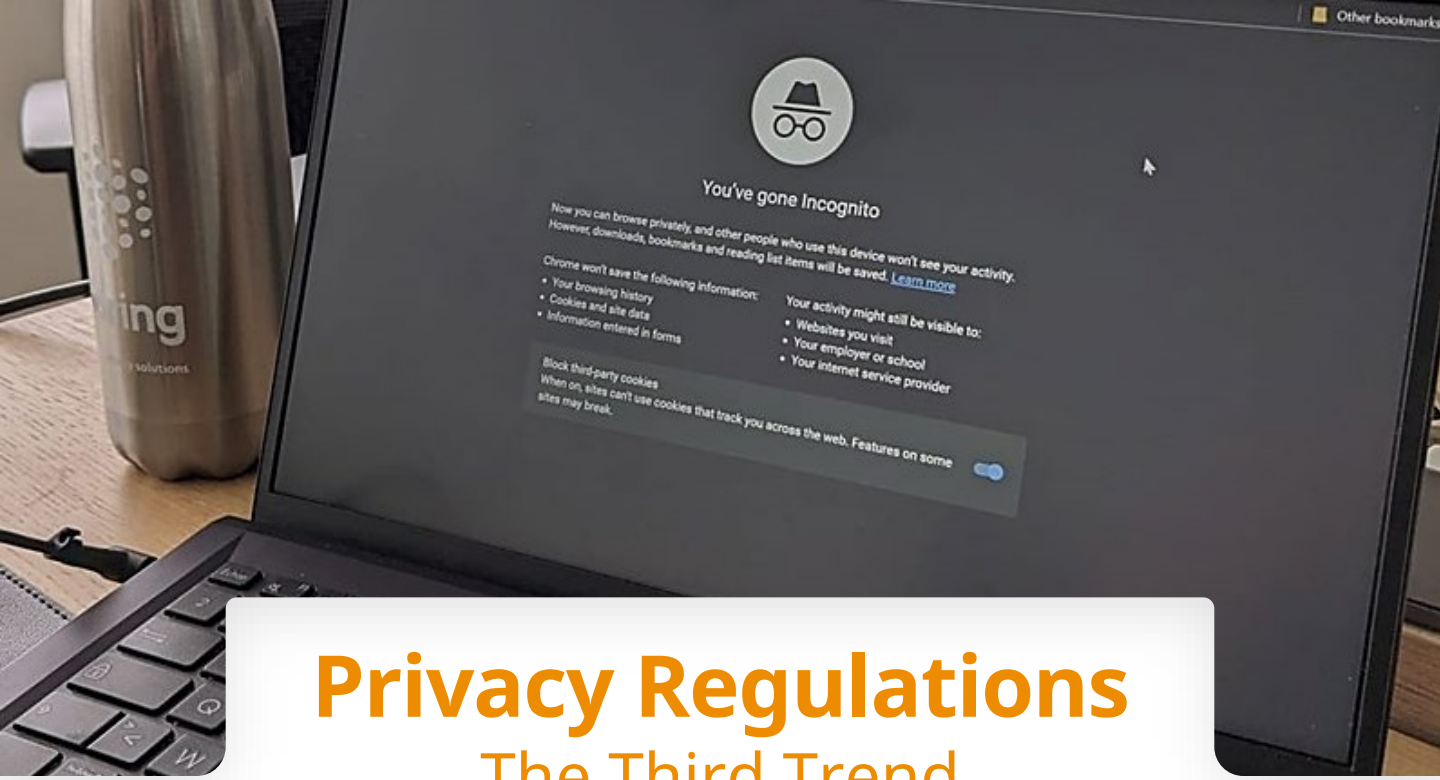 Other bookmarks
You've gone Incognito
Now you can browse privately, and other people who use this device won't see your activity.
However, downloads, bookmarks and reading list items will be saved. Learn more
Chrome won't save the following information:
• Your browsing history
• Cookies and site data
• Information entered in forms
Your activity might still be visible to:
• Websites you visit
• Your employer or school
• Your internet service provider
Block third-party cookies
When on, sites can't use cookies that track you across the web. Features on some
sites may break.
ing
solutions
Q
W
Privacy Regulations
The Third Trend